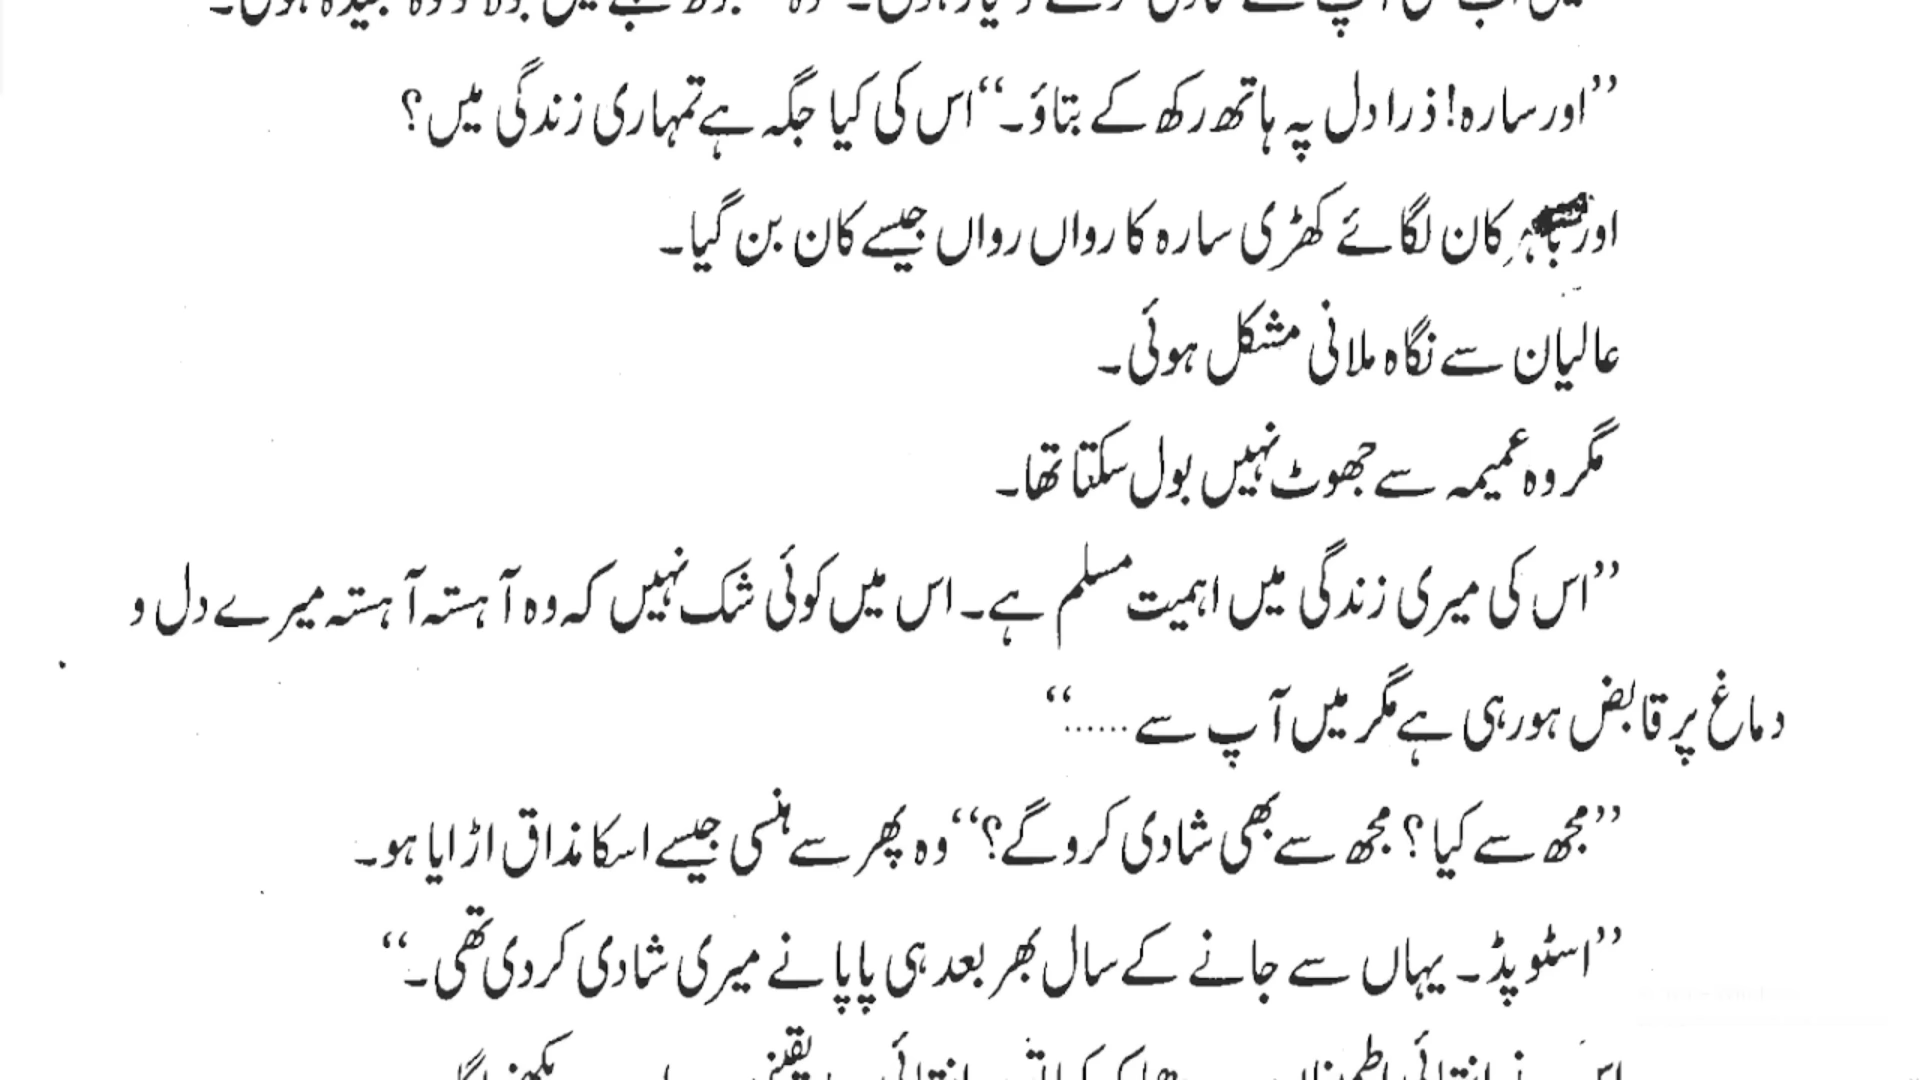 ’’اور سارہ! ذرا دل پہ ہاتھ رکھ کے بتاؤ۔‘‘ اس کی کیا جگہ ہے تمہاری زندگی میں؟
اور باہر کان لگائے کھڑی سارہ کا رواں رواں جیسے کان بن گیا۔
عالیان سے نگاہ ملانی مشکل ہوئی۔
مگر وہ عمیمہ سے جھوٹ نہیں بول سکتا تھا۔
’’اس کی میری زندگی میں اہمیت مسلم ہے۔ اس میں کوئی شک نہیں کہ وہ آہستہ آہستہ میرے دل و
دماغ پر قابض ہو رہی ہے مگر میں آپ سے ......‘‘
’’مجھ سے کیا؟ مجھ سے بھی شادی کرو گے؟‘‘ وہ پھر سے ہنسی جیسے اسکا مذاق اڑایا ہو۔
’’اسٹوپڈ۔ یہاں سے جانے کے سال بھر بعد ہی پاپا نے میری شادی کر دی تھی۔‘‘